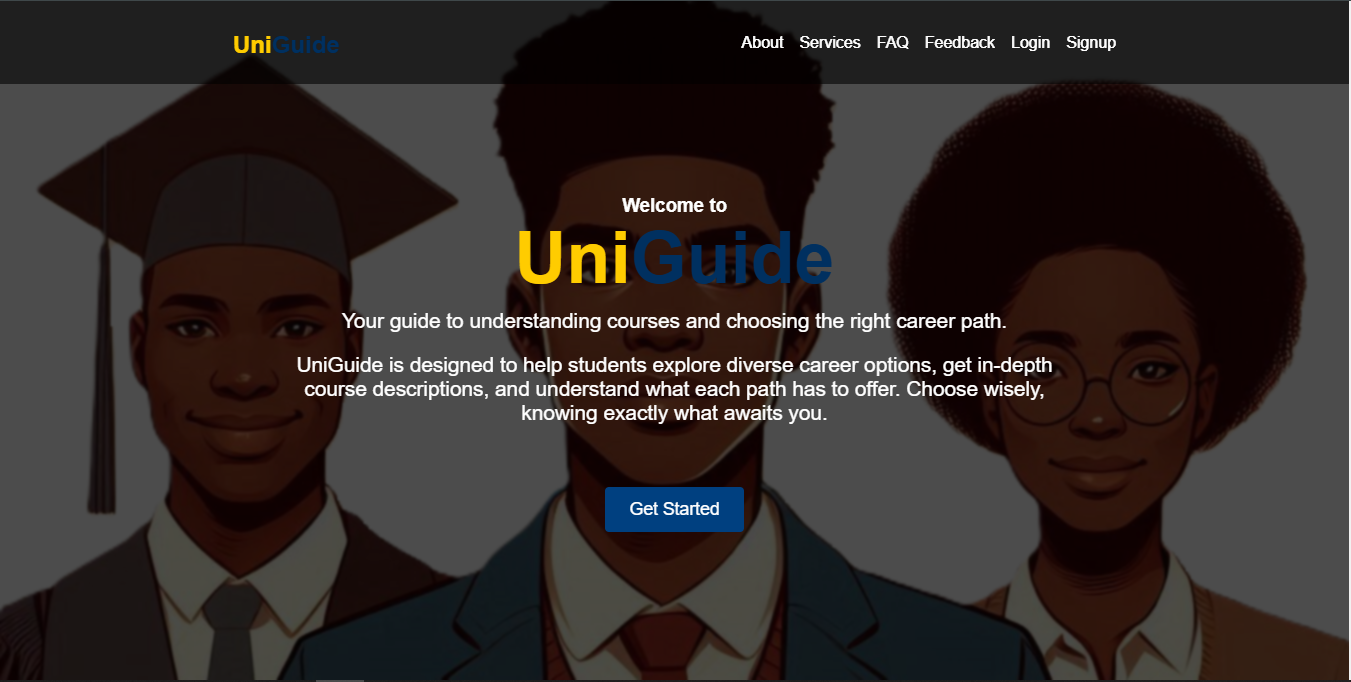 UniGuide
About Services FAQ Feedback Login Signup
Welcome to
UniGuide
Your guide to understanding courses and choosing the right career path.
UniGuide is designed to help students explore diverse career options, get in-depth
course descriptions, and understand what each path has to offer. Choose wisely,
knowing exactly what awaits you.
Get Started